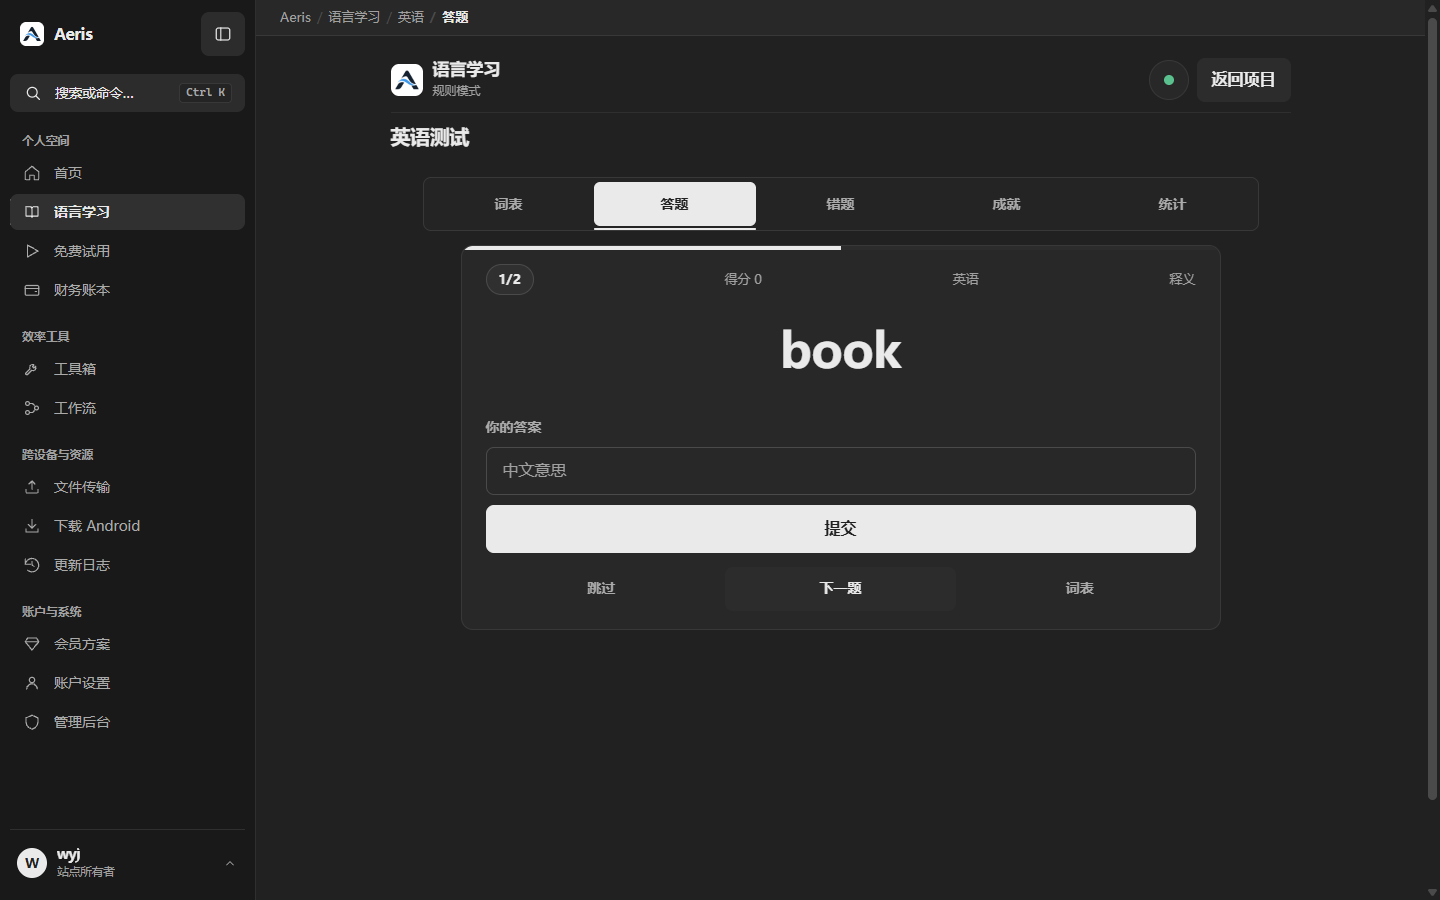 Aeris
搜索或命令... Ctrl K
个人空间
首页
语言学习
免费试用
财务账本
效率工具
工具箱
工作流
跨设备与资源
文件传输
下载 Android
更新日志
账户与系统
会员方案
账户设置
管理后台
W
wyj
站点所有者
Aeris / 语言学习 / 英语 / 答题
语言学习
规则模式
返回项目
英语测试
词表 答题 错题 成就 统计
1/2 得分 0 英语 释义
book
你的答案
中文意思
提交
跳过 下一题 词表